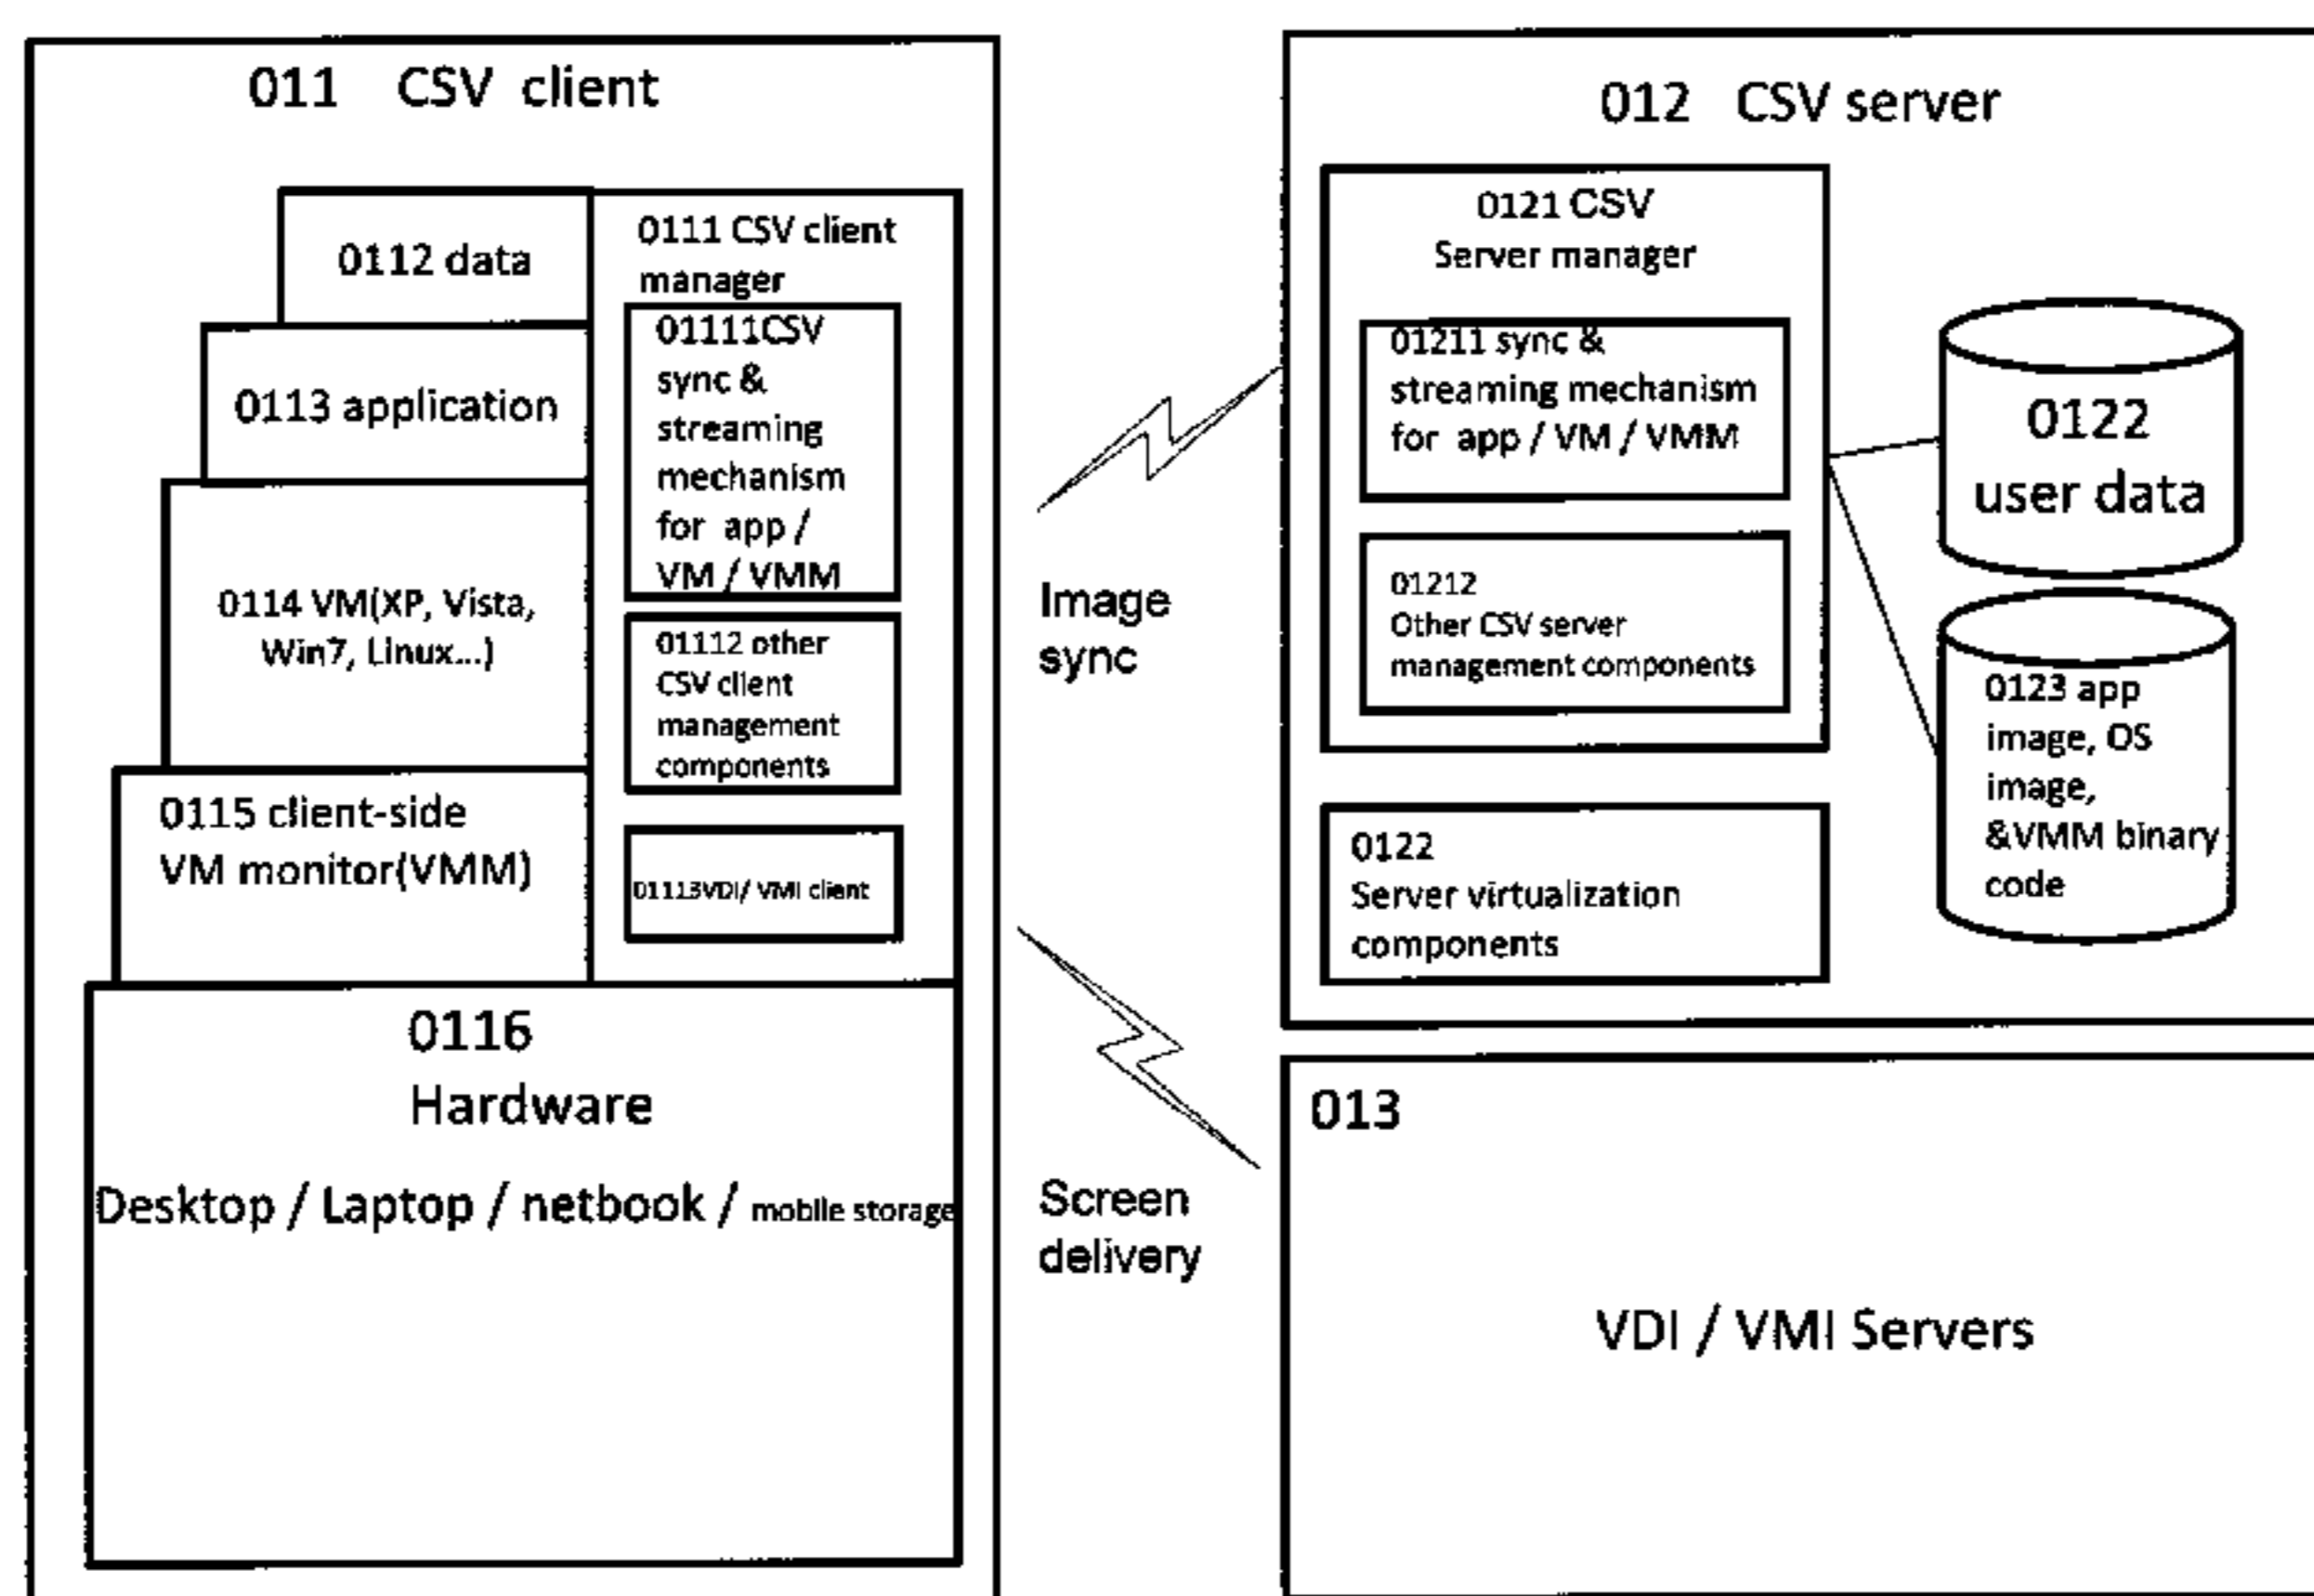 011 CSV client
0112 data
0113 application
0114 VM(XP, Vista,
Win7, Linux...)
0115 client-side
VM monitor(VMM)
0111 CSV client
manager
01111CSV
sync &
streaming
mechanism
for app /
VM / VMM
01112 other
CSV client
management
components
01113VDI/ VMI client
0116
Hardware
Desktop / Laptop / netbook / mobile storage
Image
sync
Screen
delivery
012 CSV server
0121 CSV
Server manager
01211 sync &
streaming mechanism
for app / VM / VMM
01212
Other CSV server
management components
0122
Server virtualization
components
0122
user data
0123 app
image, OS
image,
&VMM binary
code
013
VDI / VMI Servers